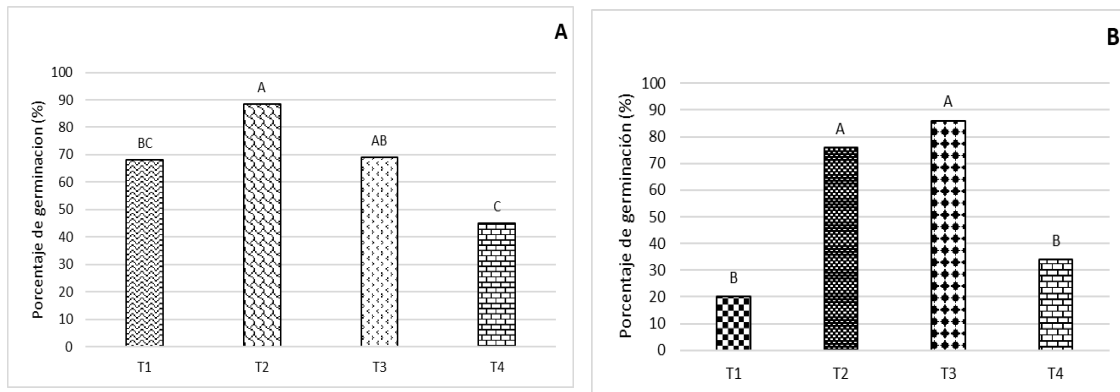 A
Porcentaje de germinacion (%)
100
90
80
70
60
50
40
30
20
10
0
BC
A
AB
C
T1 T2 T3 T4
B
Porcentaje de germinación (%)
100
90
80
70
60
50
40
30
20
10
0
B
A
A
B
T1 T2 T3 T4